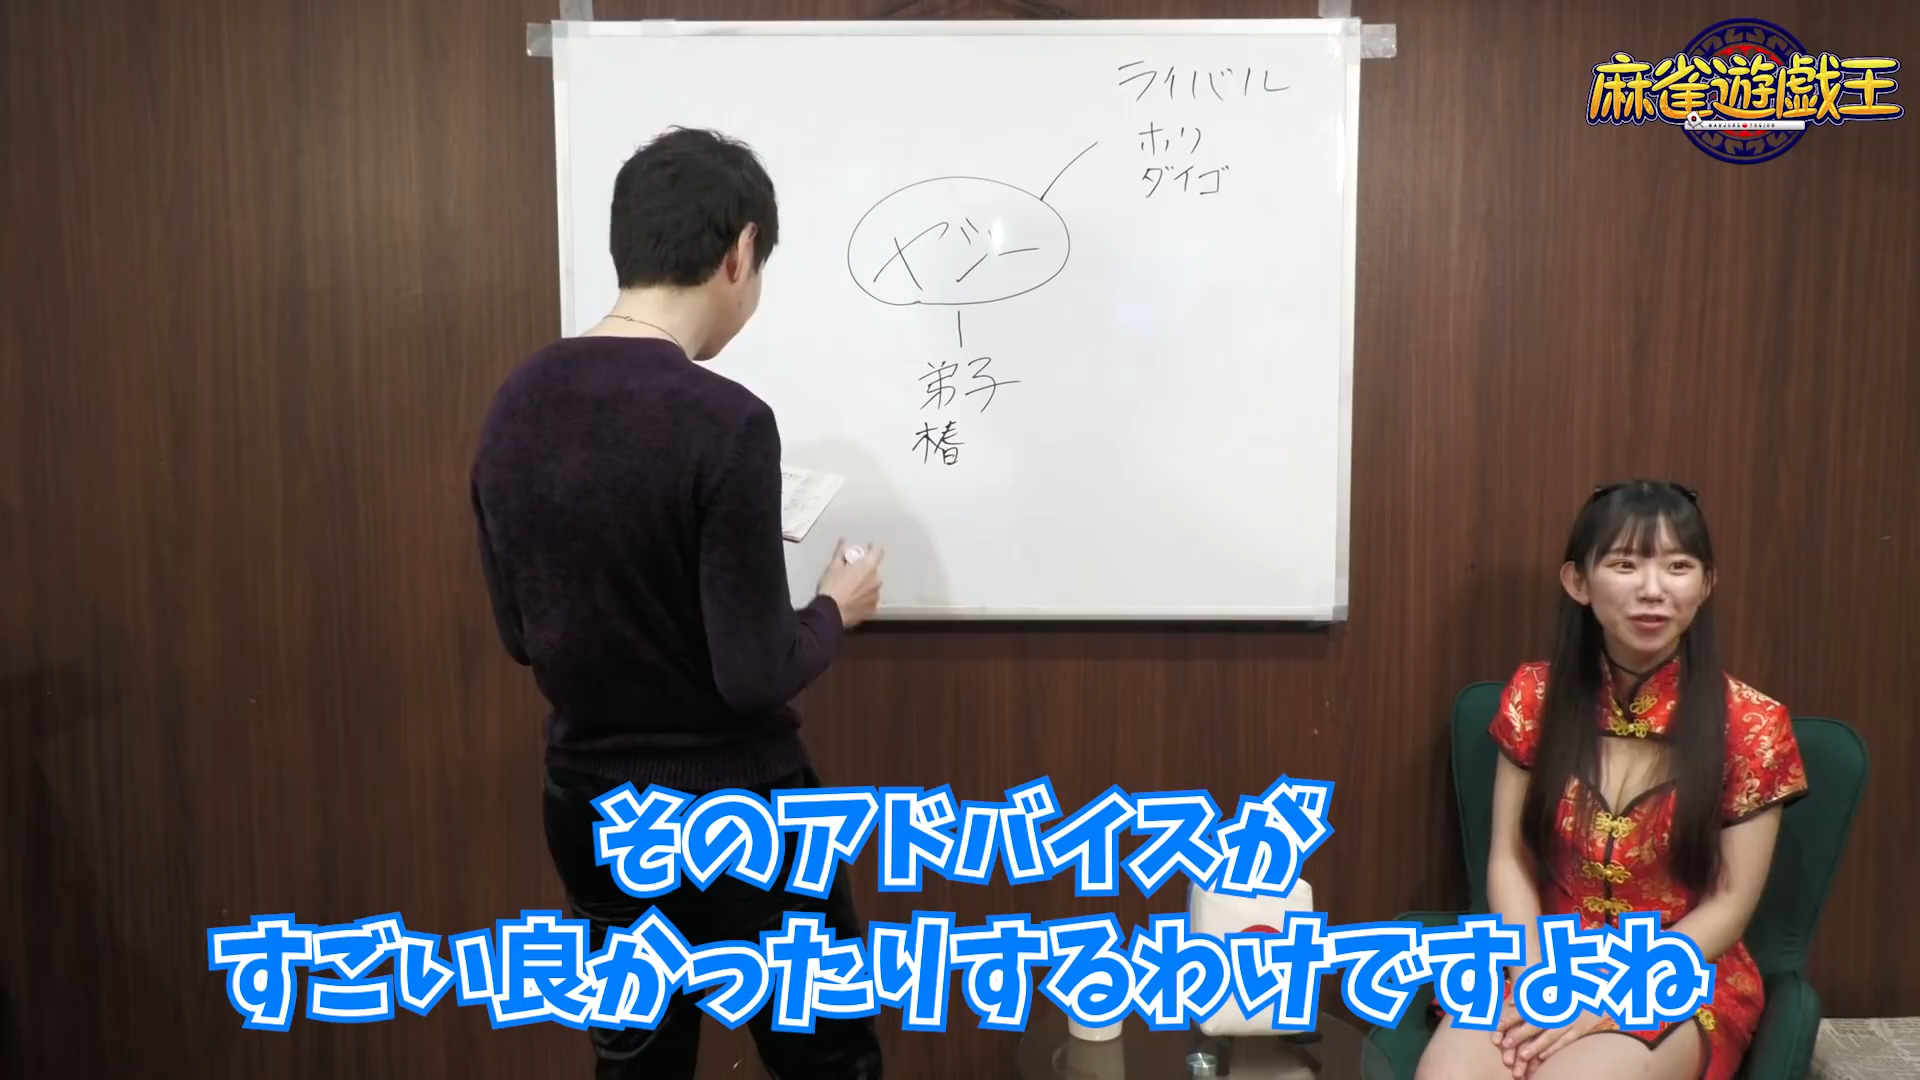 麻雀遊戯王
ライバル
ホリ
ダイゴ
ヤジー
弟子
椿
そのアドバイスが
すごい良かったりするわけですよね